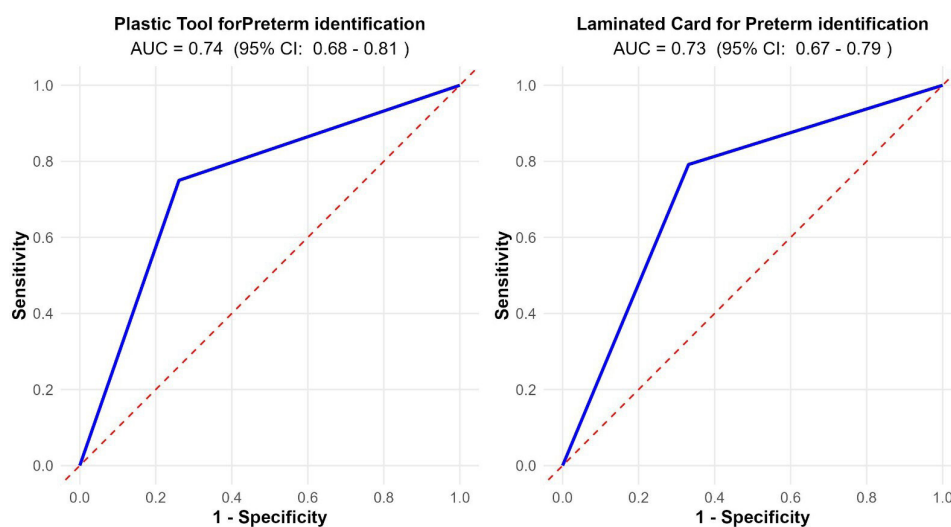 Plastic Tool forPreterm identification
AUC = 0.74 (95% CI: 0.68 - 0.81 )
1.0
0.8
0.6
0.4
0.2
0.0
Sensitivity
0.0 0.2 0.4 0.6 0.8 1.0
1 - Specificity
Laminated Card for Preterm identification
AUC = 0.73 (95% CI: 0.67 - 0.79 )
1.0
0.8
0.6
0.4
0.2
0.0
Sensitivity
0.0 0.2 0.4 0.6 0.8 1.0
1 - Specificity